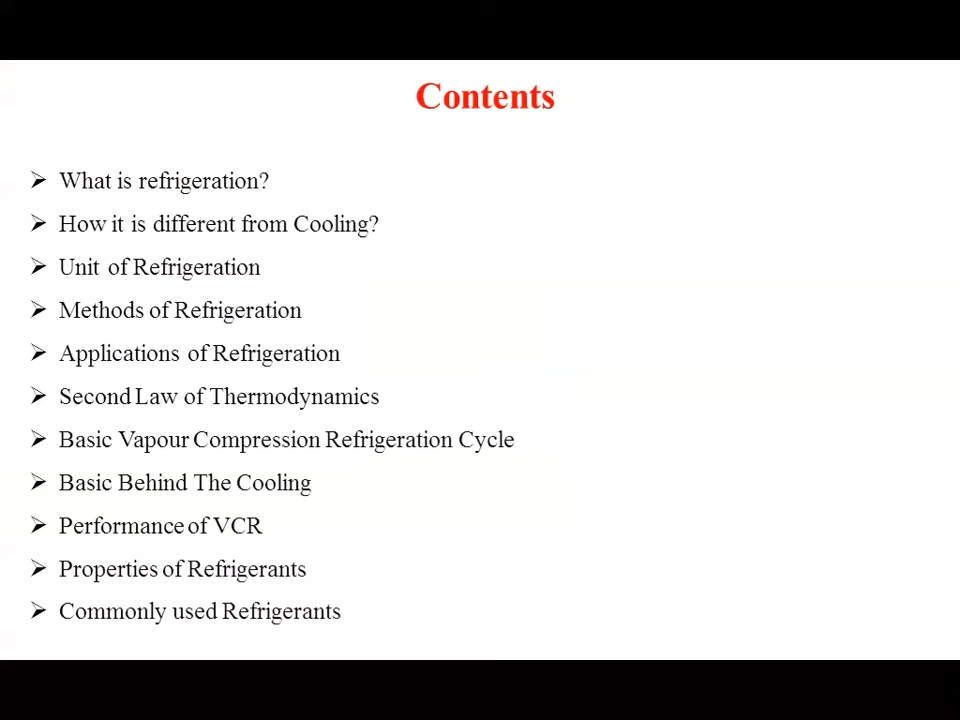 Contents
➢ What is refrigeration?
➢ How it is different from Cooling?
➢ Unit of Refrigeration
➢ Methods of Refrigeration
➢ Applications of Refrigeration
➢ Second Law of Thermodynamics
➢ Basic Vapour Compression Refrigeration Cycle
➢ Basic Behind The Cooling
➢ Performance of VCR
➢ Properties of Refrigerants
➢ Commonly used Refrigerants